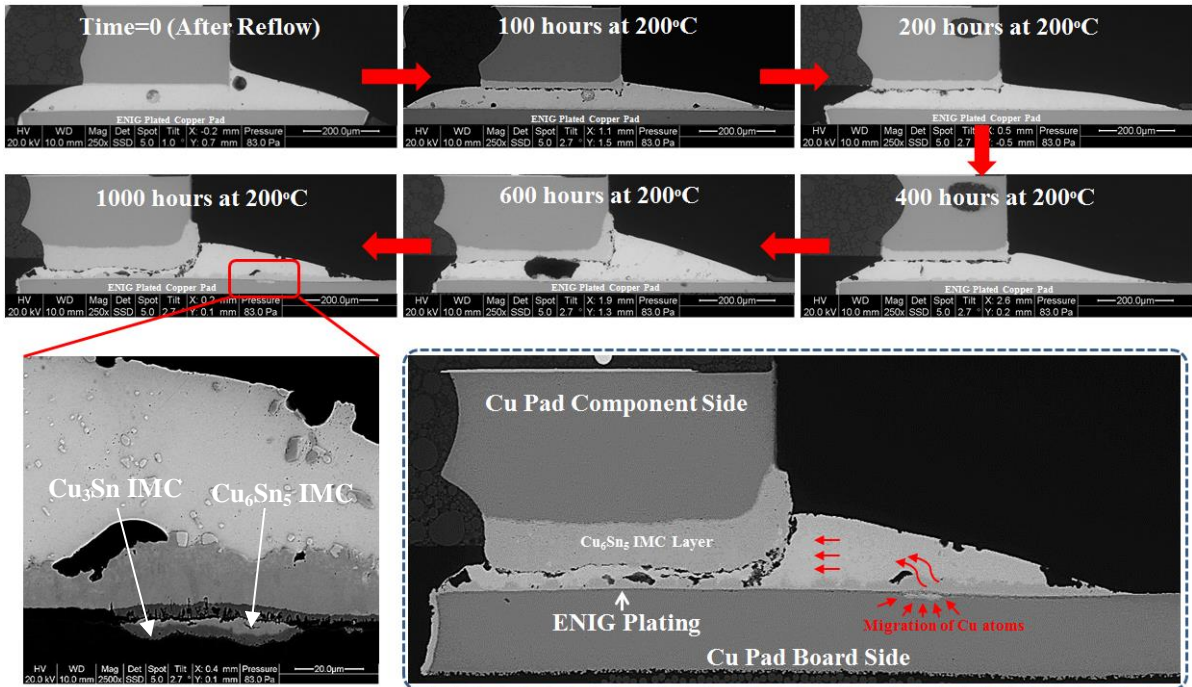 Time=0 (After Reflow)
ENIG Plated Copper Pad
HV WD Mag Det Spot Tilt X: -0.2 mm Pressure 200.0µm
20.0 kV 10.0 mm 250x SSD 5.0 1.0 ° Y: 0.7 mm 83.0 Pa
100 hours at 200°C
ENIG Plated Copper Pad
HV WD Mag Det Spot Tilt X: 1.1 mm Pressure 200.0µm
20.0 kV 10.0 mm 250x SSD 5.0 2.7 ° Y: 1.5 mm 83.0 Pa
200 hours at 200°C
ENIG Plated Copper Pad
HV WD Mag Det Spot Tilt 0.5 mm Pressure 200.0µm
20.0 kV 10.0 mm 250x SSD 5.0 2.7 -0.5 mm 83.0 Pa
1000 hours at 200°C
ENIG Plated Copper Pad
HV WD Mag Det Spot Tilt Pressure 200.0µm
20.0 kV 10.0 mm 250x SSD 5.0 2.7 ° Y: 0.1 mm 83.0 Pa
600 hours at 200°C
ENIG Plated Copper Pad
HV WD Mag Det Spot Tilt X: 1.9 mm Pressure 200.0µm
20.0 kV 10.0 mm 250x SSD 5.0 2.7 ° Y: 1.3 mm 83.0 Pa
400 hours at 200°C
ENIG Plated Copper Pad
HV WD Mag Det Spot Tilt X: 2.6 mm Pressure 200.0µm
20.0 kV 10.0 mm 250x SSD 5.0 2.7 ° Y: 0.2 mm 83.0 Pa
Cu₃Sn IMC
Cu₆Sn₅ IMC
HV WD Mag Det Spot Tilt X: 0.4 mm Pressure 20.0µm
20.0 kV 10.0 mm 2500x SSD 5.0 2.7 ° Y: 0.1 mm 83.0 Pa
Cu Pad Component Side
Cu₆Sn₅ IMC Layer
ENIG Plating
Migration of Cu atoms
Cu Pad Board Side